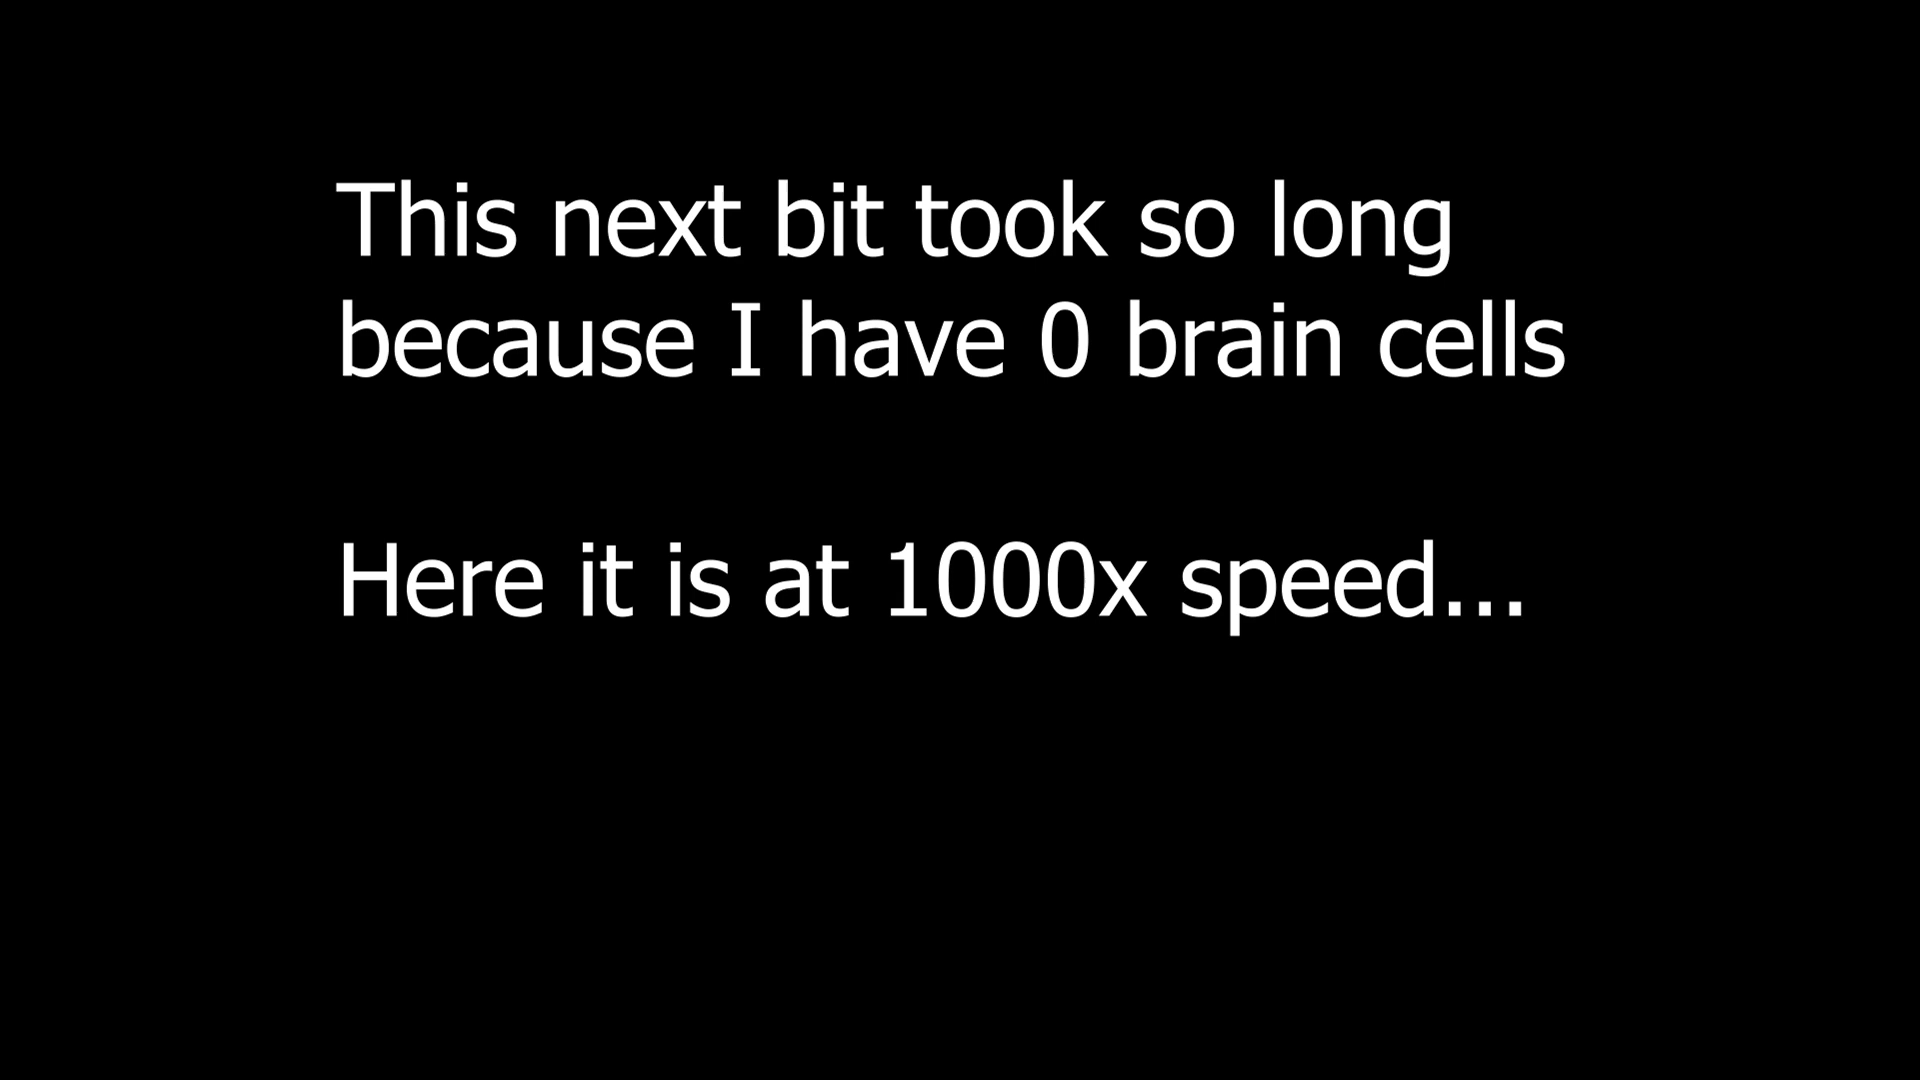 This next bit took so long
because I have 0 brain cells
Here it is at 1000x speed...